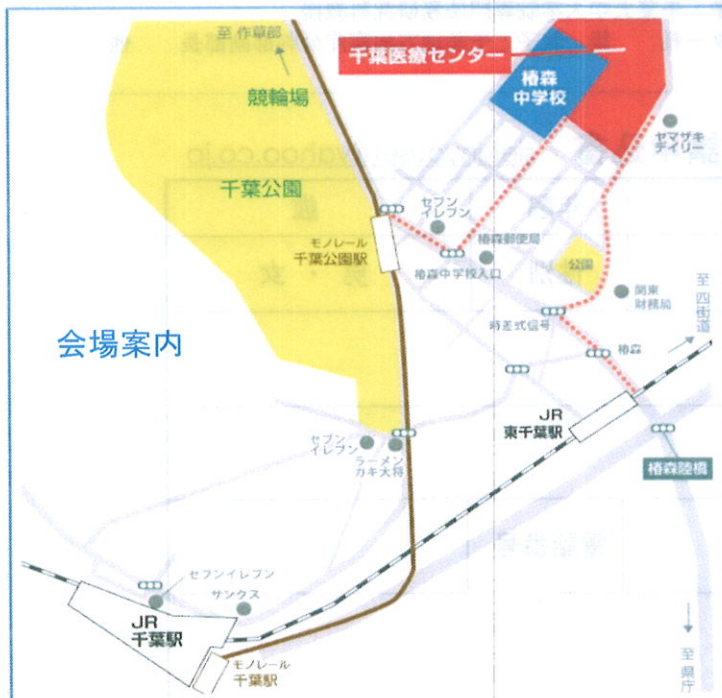 至 作草部
競輪場
千葉医療センター
椿森
中学校
ヤマザキ
デイリー
千葉公園
セブン
イレブン
モノレール
千葉公園駅
椿森郵便局
椿森中学校入口
公園
関東
財務局
至 四街道
時差式信号
椿森
会場案内
JR
東千葉駅
セブン
イレブン
ラーメン
ガキ大将
椿森陸橋
セブンイレブン
サンクス
JR
千葉駅
モノレール
千葉駅
至 県庁